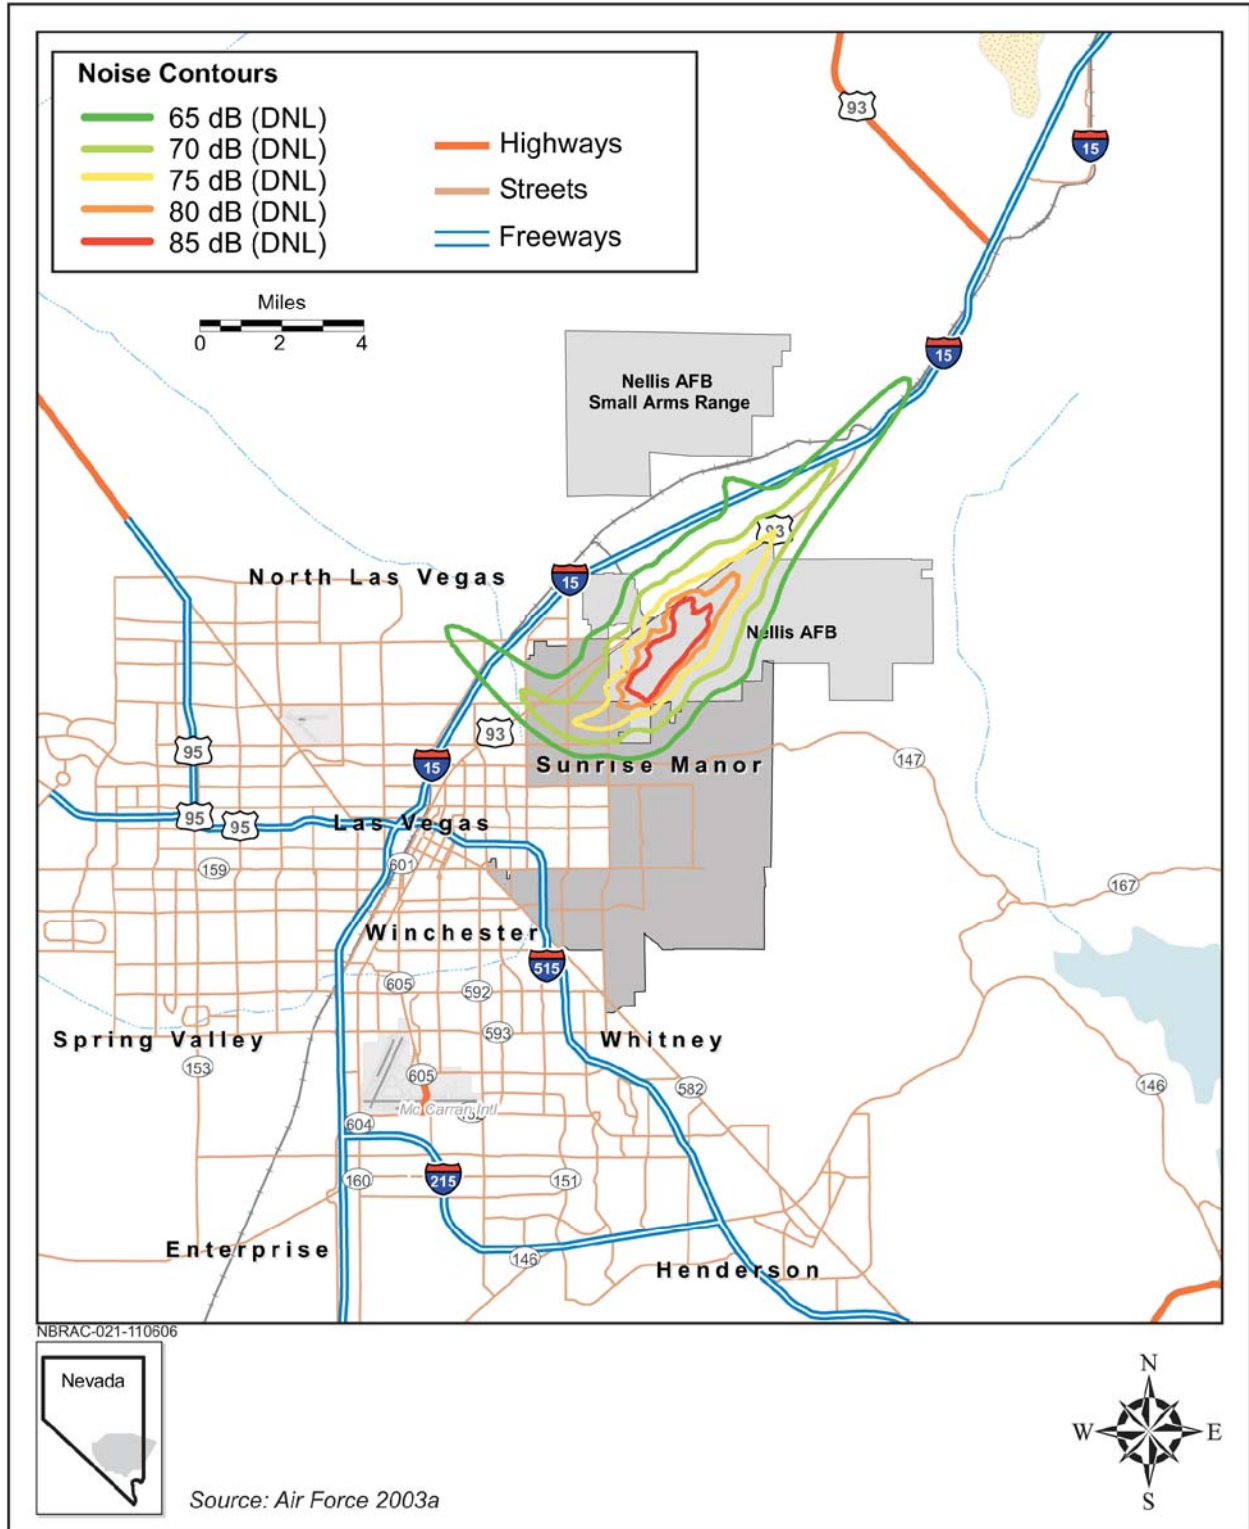 Noise Contours
65 dB (DNL)
70 dB (DNL)
75 dB (DNL)
80 dB (DNL)
85 dB (DNL)
Highways
Streets
Freeways
93
15
Miles
0 2 4
15
Nellis AFB
Small Arms Range
93
North Las Vegas
15
Nellis AFB
93
95
15
Sunrise Manor
147
95
95
Las Vegas
159
601
167
Winchester
515
605
592
593
Spring Valley
Whitney
153
605
582
146
Mc Carran Intl
604
160
215
151
Enterprise
146
Henderson
NBRAC-021-110606
Nevada
N
W E
S
Source: Air Force 2003a